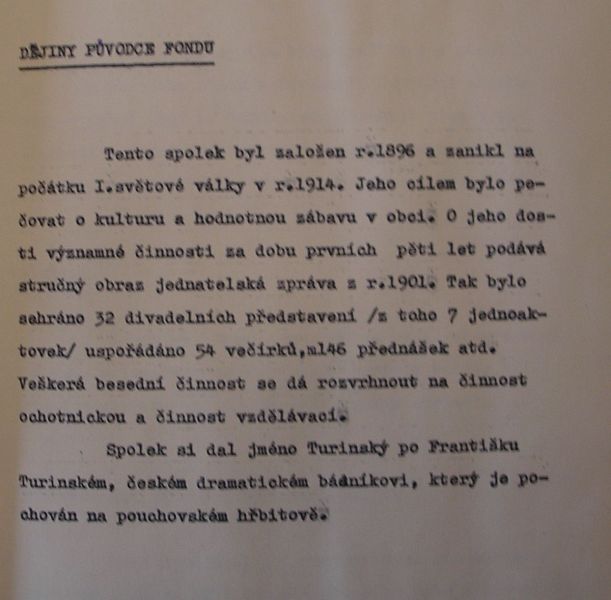 DĚJINY PŮVODCE FONDU
Tento spolek byl založen r.1896 a zanikl na
počátku I.světové války v r.1914. Jeho cílem bylo pe-
čovat o kulturu a hodnotnou zábavu v obci. O jeho dos-
ti významné činnosti za dobu prvních pěti let podává
stručný obraz jednatelská zpráva z r.1901. Tak bylo
sehráno 32 divadelních představení /z toho 7 jednoak-
tovek/ uspořádáno 54 večírků,m146 přednášek atd.
Veškerá besední činnost se dá rozvrhnout na činnost
ochotnickou a činnost vzdělávací.
Spolek si dal jméno Turinský po Františku
Turinském, českém dramatickém bádníkovi, který je po-
chován na pouchovském hřbitově.